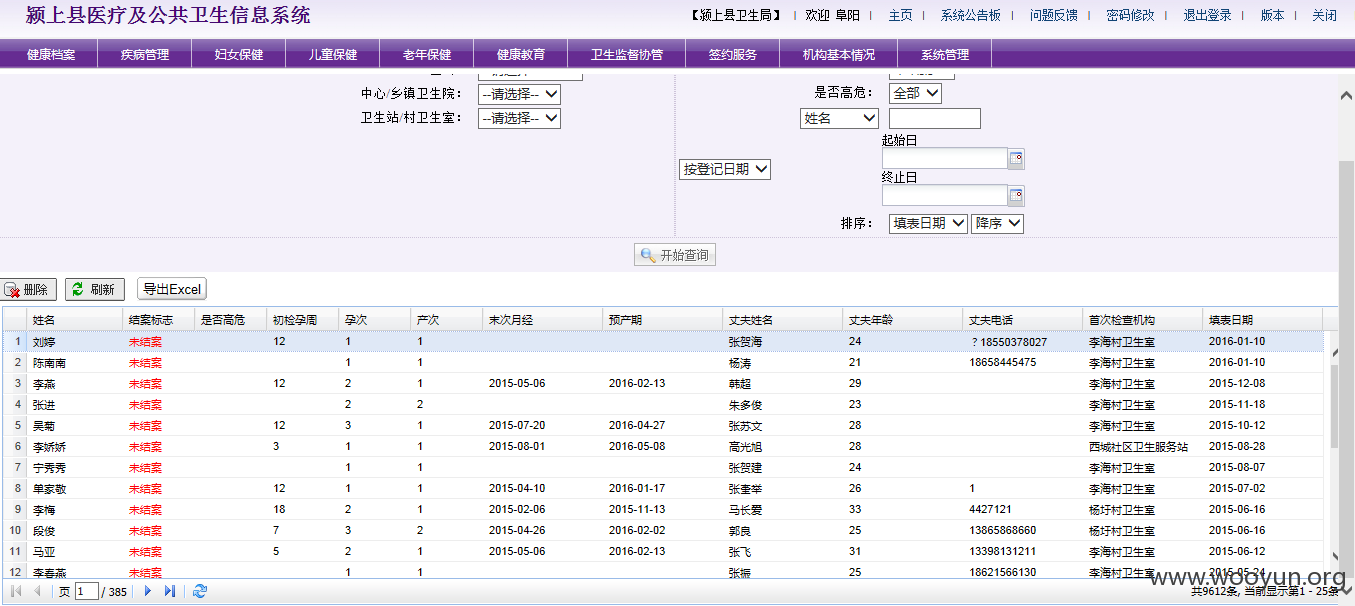 颍上县医疗及公共卫生信息系统
【颍上县卫生局】 | 欢迎 阜阳 | 主页 | 系统公告板 | 问题反馈 | 密码修改 | 退出登录 | 版本 | 关闭
健康档案 疾病管理 妇女保健 儿童保健 老年保健 健康教育 卫生监督协管 签约服务 机构基本情况 系统管理
中心/乡镇卫生院： --请选择-- 是否高危： 全部
卫生站/村卫生室： --请选择-- 姓名
起始日
按登记日期
终止日
排序： 填表日期 降序
开始查询
删除 刷新 导出Excel
姓名 结案标志 是否高危 初检孕周 孕次 产次 末次月经 预产期 丈夫姓名 丈夫年龄 丈夫电话 首次检查机构 填表日期
1 刘婷 未结案 12 1 1 张贺海 24 ？18550378027 李海村卫生室 2016-01-10
2 陈南南 未结案 1 1 杨涛 21 18658445475 李海村卫生室 2016-01-10
3 李燕 未结案 12 2 1 2015-05-06 2016-02-13 韩超 29 李海村卫生室 2015-12-08
4 张进 未结案 2 2 朱多俊 23 李海村卫生室 2015-11-18
5 吴菊 未结案 12 3 1 2015-07-20 2016-04-27 张苏文 28 李海村卫生室 2015-10-12
6 李娇娇 未结案 3 1 1 2015-08-01 2016-05-08 高光旭 28 西城社区卫生服务站 2015-08-28
7 宁秀秀 未结案 1 1 张贺建 24 李海村卫生室 2015-08-07
8 单家敬 未结案 12 1 1 2015-04-10 2016-01-17 张奎举 26 1 李海村卫生室 2015-07-02
9 李梅 未结案 18 2 1 2015-02-06 2015-11-13 马长爱 33 4427121 杨圩村卫生室 2015-06-16
10 段俊 未结案 7 3 2 2015-04-26 2016-02-02 郭良 25 13865868660 杨圩村卫生室 2015-06-16
11 马亚 未结案 5 2 1 2015-05-06 2016-02-13 张飞 31 13398131211 李海村卫生室 2015-06-12
12 李春燕 未结案 1 1 张振 25 18621566130 李海村卫生室 2015-05-24
页 1 / 385 共9612条, 当前显示第1 - 25条
www.wooyun.org